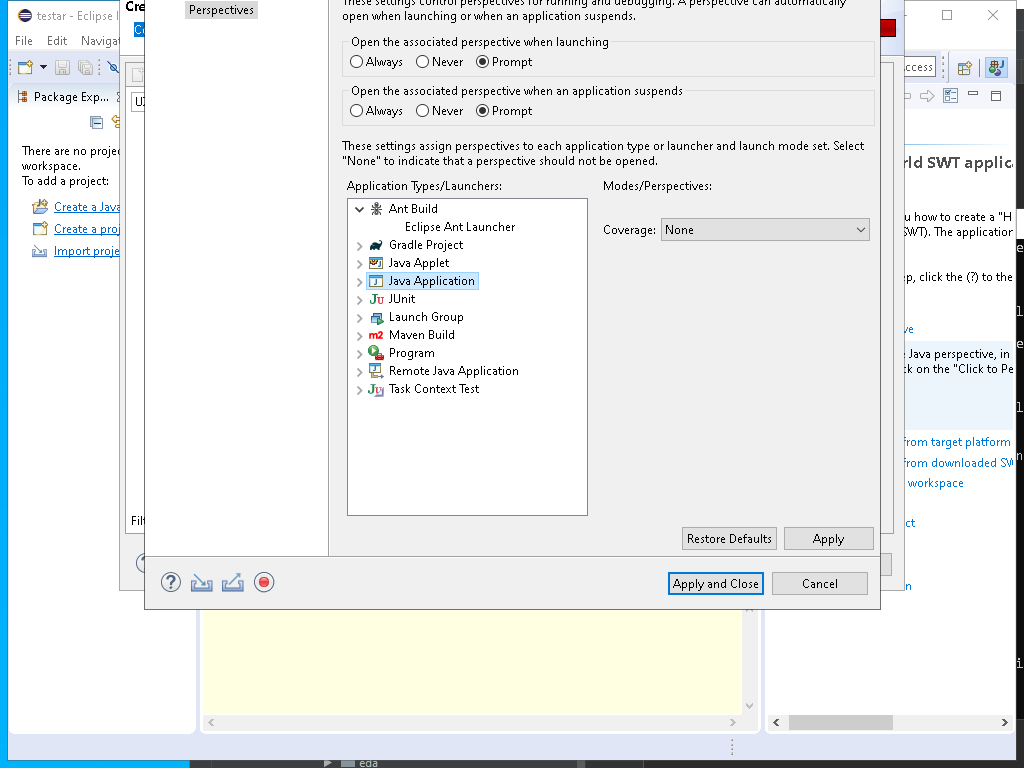 testar - Eclipse
File Edit Navigat
Package Exp...
There are no proje
workspace.
To add a project:
Create a Java
Create a proj
Import proje
Cre
Perspectives
These settings control perspectives for running and debugging. A perspective can automatically
open when launching or when an application suspends.
Open the associated perspective when launching
Always Never Prompt
Open the associated perspective when an application suspends
Always Never Prompt
These settings assign perspectives to each application type or launcher and launch mode set. Select
"None" to indicate that a perspective should not be opened.
Application Types/Launchers:
Modes/Perspectives:
Ant Build
Eclipse Ant Launcher
Gradle Project
Java Applet
Java Application
JUnit
Launch Group
Maven Build
Program
Remote Java Application
Task Context Test
Coverage: None
Restore Defaults Apply
Apply and Close Cancel
ccess
rld SWT applic
u how to create a "H
SWT). The application
ep, click the (?) to the
ve
e Java perspective, in
ck on the "Click to Pe
from target platform
from downloaded SW
workspace
ct
n
eda